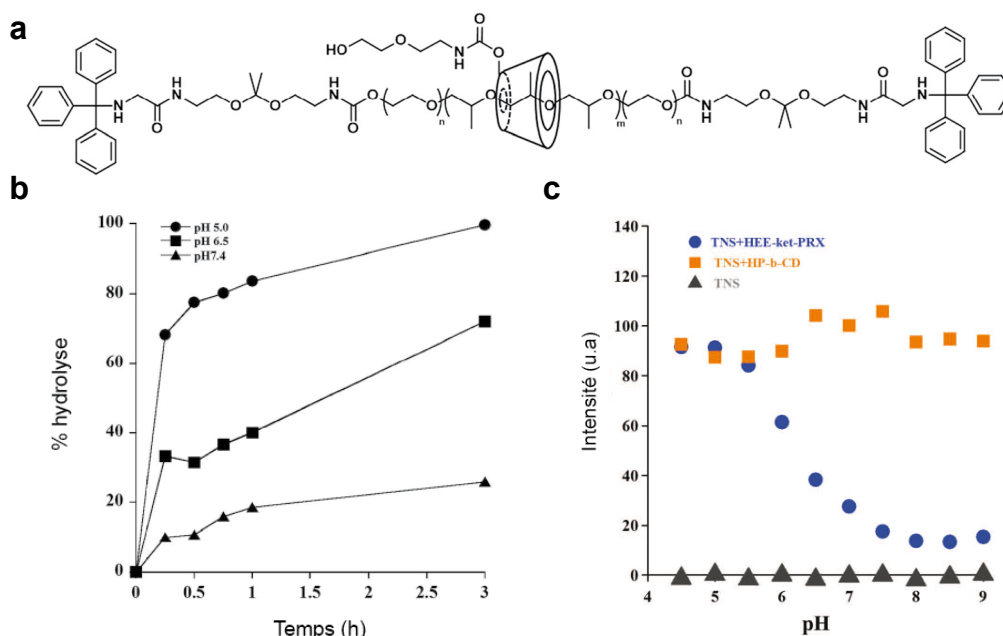 a
HO
O
N
H
O
O
H
N
O
H
N
O
O
N
H
O
O
O
n
O
O
O
m
O
n
O
O
N
H
O
O
H
N
O
H
N
b
% hydrolyse
100
80
60
40
20
0
pH 5.0
pH 6.5
pH7.4
0
0.5
1
1.5
2
2.5
3
Temps (h)
c
Intensité (u.a)
140
120
100
80
60
40
20
0
TNS+HEE-ket-PRX
TNS+HP-b-CD
TNS
4
5
6
7
8
9
pH